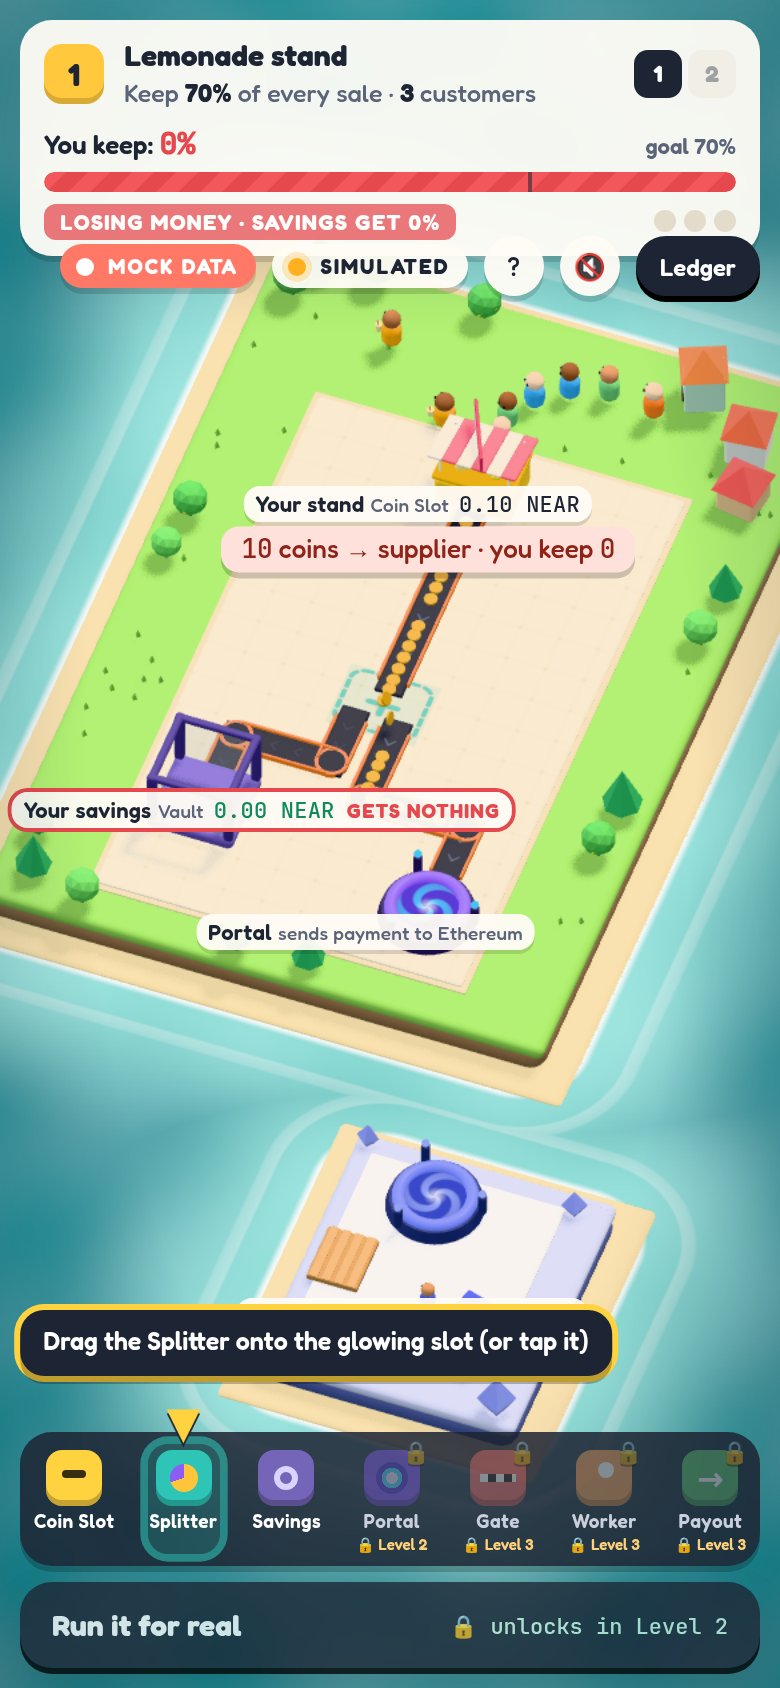 1
Lemonade stand
Keep 70% of every sale · 3 customers
1
2
You keep: 0%
goal 70%
LOSING MONEY · SAVINGS GET 0%
MOCK DATA
SIMULATED
?
Ledger
Your stand Coin Slot 0.10 NEAR
10 coins → supplier · you keep 0
Your savings Vault 0.00 NEAR GETS NOTHING
Portal sends payment to Ethereum
Drag the Splitter onto the glowing slot (or tap it)
Coin Slot
Splitter
Savings
Portal
Gate
Worker
Payout
Level 2
Level 3
Level 3
Level 3
Run it for real
unlocks in Level 2